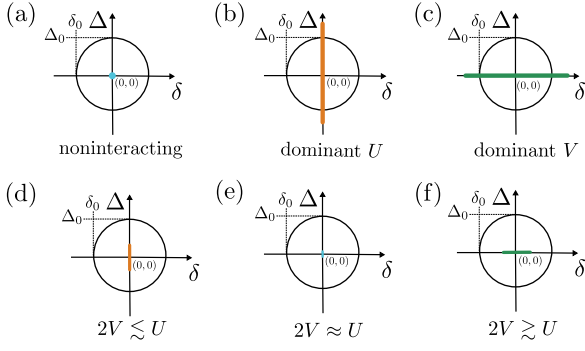 (a) δ₀ Δ
Δ₀
(0,0)
δ
noninteracting
(b) δ₀ Δ
Δ₀
(0,0)
δ
dominant U
(c) δ₀ Δ
Δ₀
(0,0)
δ
dominant V
(d) δ₀ Δ
Δ₀
(0,0)
δ
2V ≲ U
(e) δ₀ Δ
Δ₀
(0,0)
δ
2V ≈ U
(f) δ₀ Δ
Δ₀
(0,0)
δ
2V ≳ U